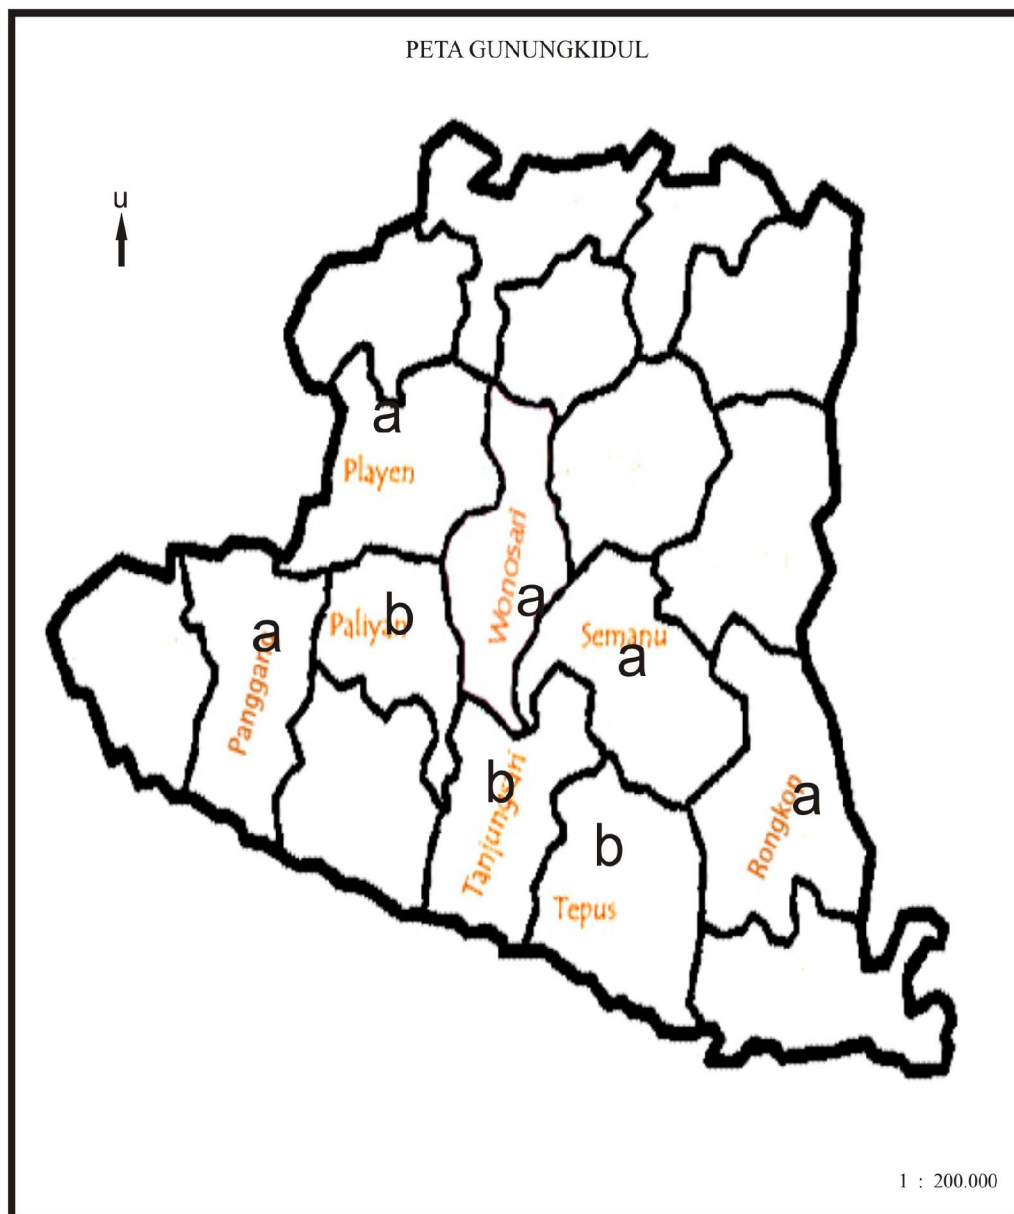 PETA GUNUNGKIDUL
u
a
Playen
Wonosari
a
b
Paliyan
a
Panggang
Semanu
a
b
Tanjungsari
a
Rongkop
b
Tepus
1 : 200.000